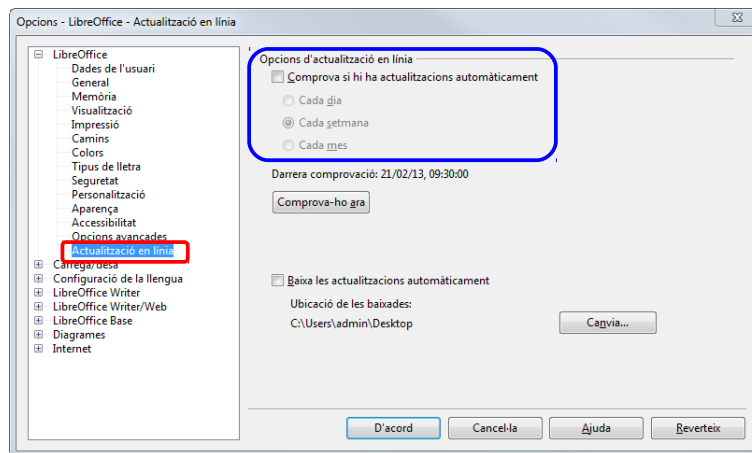 Opcions - LibreOffice - Actualització en línia
LibreOffice
Dades de l'usuari
General
Memòria
Visualització
Impressió
Camins
Colors
Tipus de lletra
Seguretat
Personalització
Aparença
Accessibilitat
Opcions avançades
Actualització en línia
Carrega/desa
Configuració de la llengua
LibreOffice Writer
LibreOffice Writer/Web
LibreOffice Base
Diagrames
Internet
Opcions d'actualització en línia
Comprova si hi ha actualitzacions automàticament
Cada dia
Cada setmana
Cada mes
Darrera comprovació: 21/02/13, 09:30:00
Comprova-ho ara
Baixa les actualitzacions automàticament
Ubicació de les baixades:
C:\Users\admin\Desktop
Canvia...
D'acord
Cancel·la
Ajuda
Reverteix